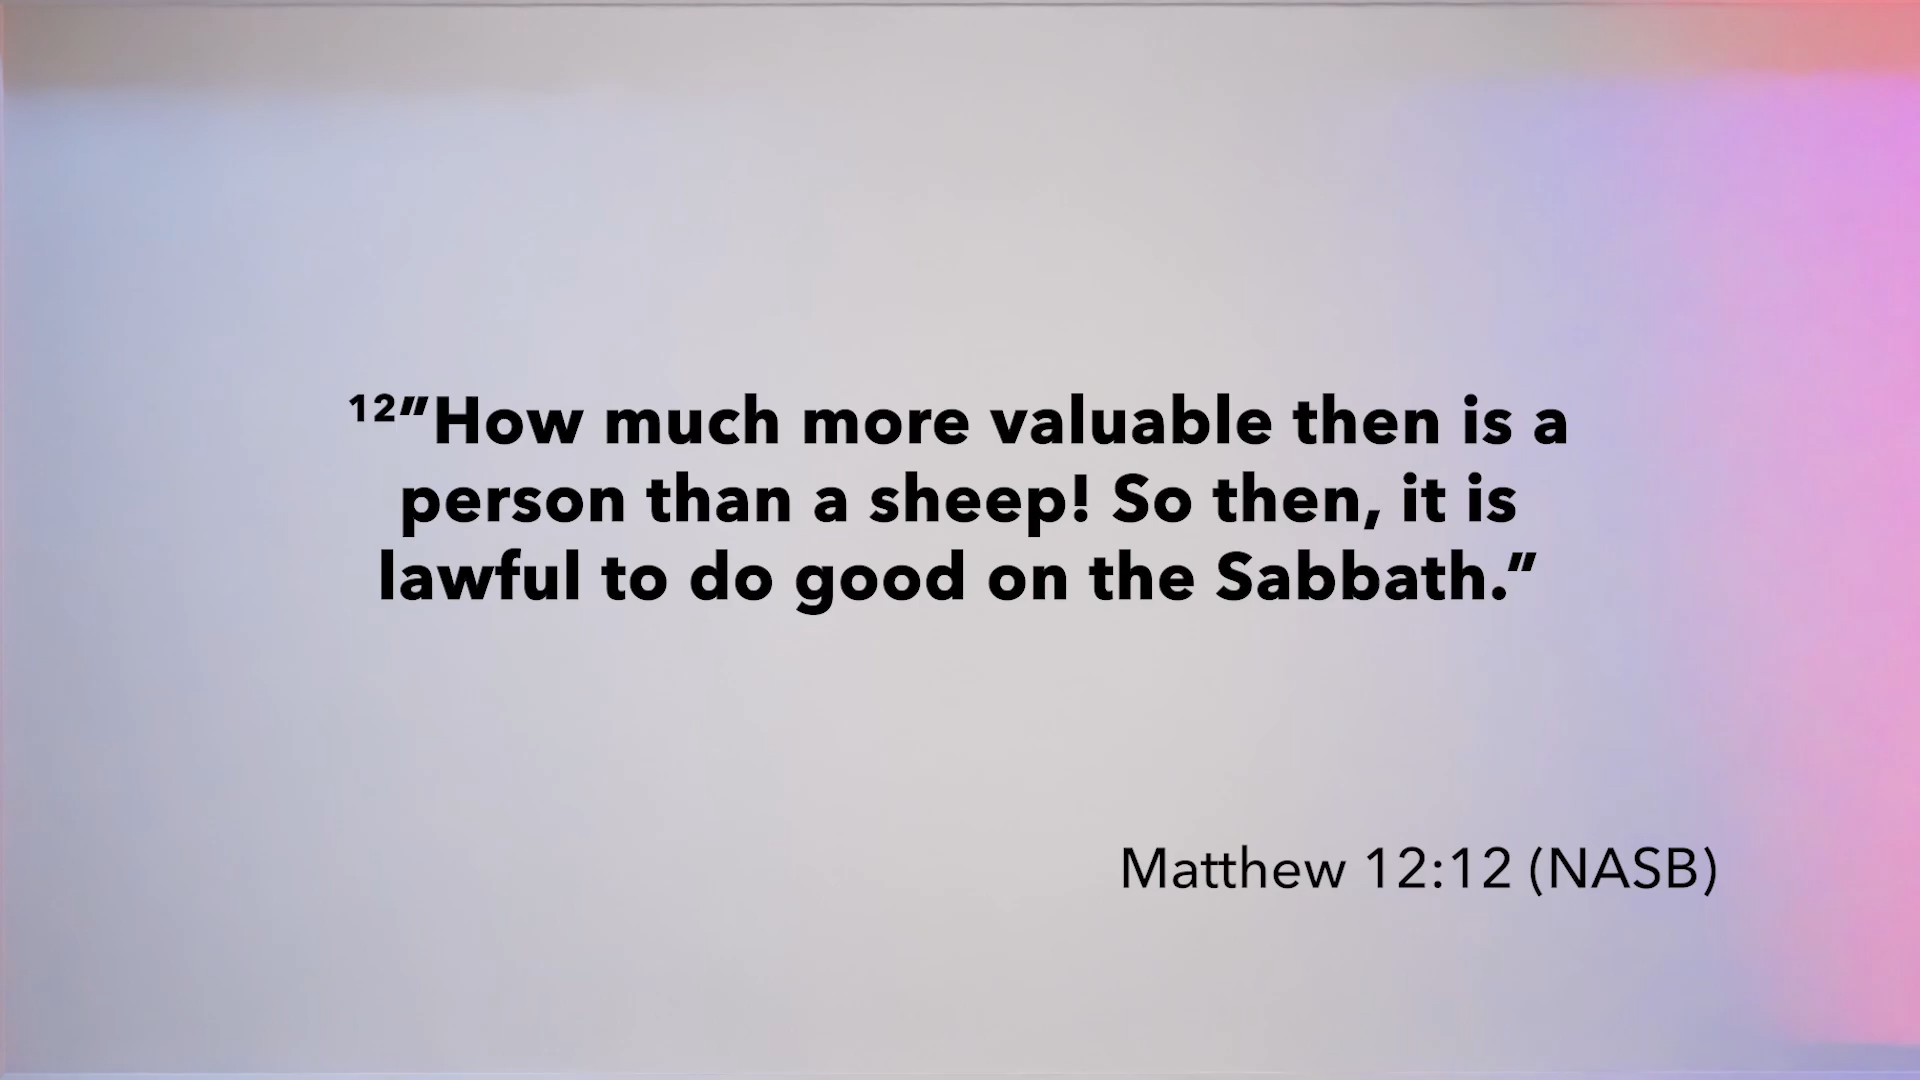 ¹²”How much more valuable then is a
person than a sheep! So then, it is
lawful to do good on the Sabbath.”
Matthew 12:12 (NASB)